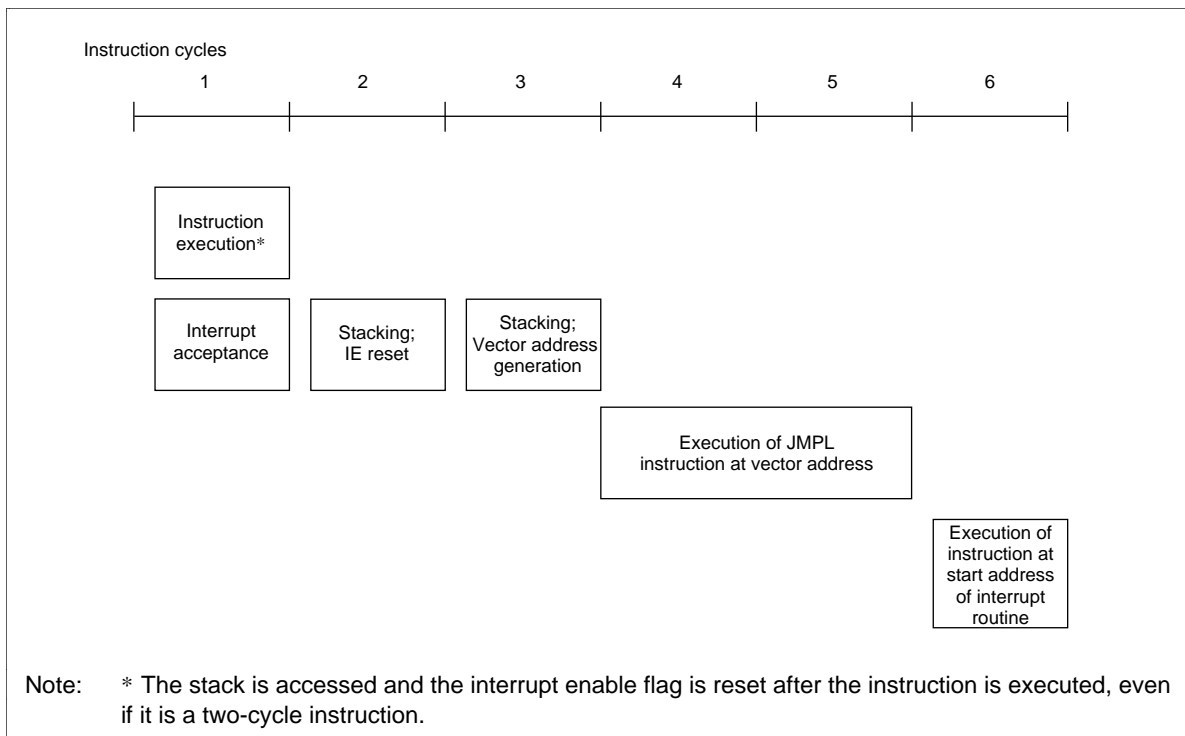 Instruction cycles
1 2 3 4 5 6
Instruction
execution*
Interrupt
acceptance
Stacking;
IE reset
Stacking;
Vector address
generation
Execution of JMPL
instruction at vector address
Execution of
instruction at
start address
of interrupt
routine
Note: * The stack is accessed and the interrupt enable flag is reset after the instruction is executed, even
if it is a two-cycle instruction.